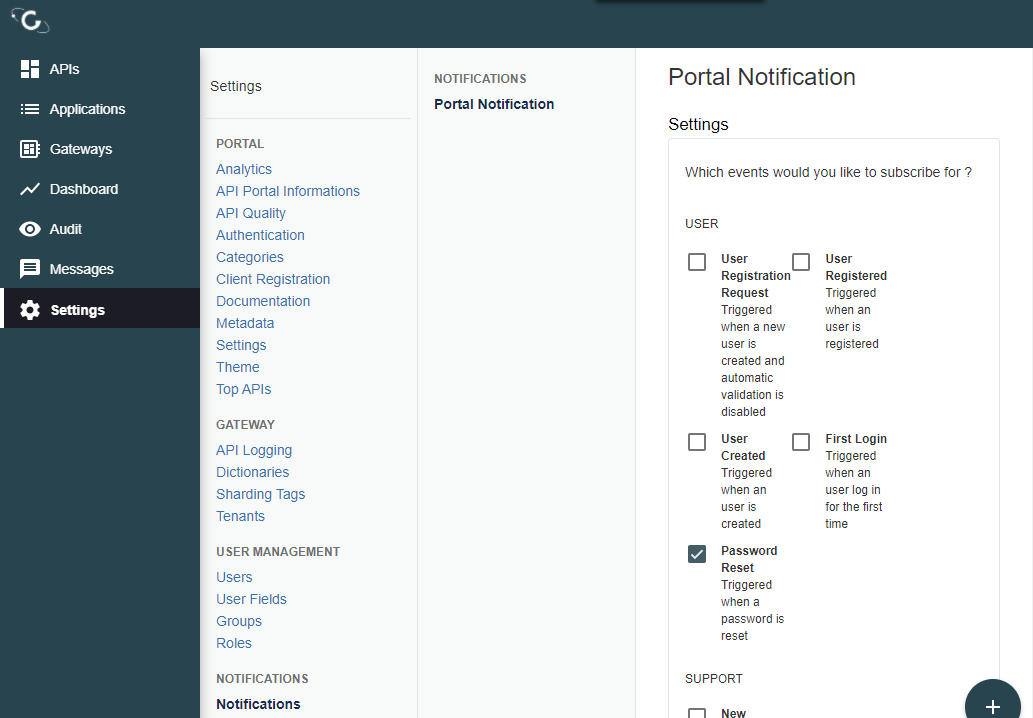 APIs
Applications
Gateways
Dashboard
Audit
Messages
Settings
Settings
PORTAL
Analytics
API Portal Informations
API Quality
Authentication
Categories
Client Registration
Documentation
Metadata
Settings
Theme
Top APIs
GATEWAY
API Logging
Dictionaries
Sharding Tags
Tenants
USER MANAGEMENT
Users
User Fields
Groups
Roles
NOTIFICATIONS
Notifications
NOTIFICATIONS
Portal Notification
Portal Notification
Settings
Which events would you like to subscribe for ?
USER
User
Registration
Request
Triggered
when a new
user is
created and
automatic
validation is
disabled
User
Registered
Triggered
when an
user is
registered
User
Created
Triggered
when an
user is
created
First Login
Triggered
when an
user log in
for the first
time
Password
Reset
Triggered
when a
password is
reset
SUPPORT
New